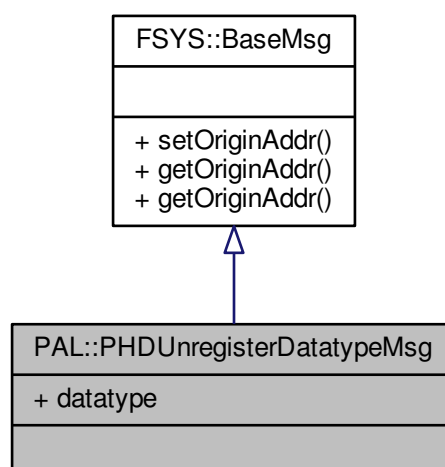 FSYS::BaseMsg
+ setOriginAddr()
+ getOriginAddr()
+ getOriginAddr()
PAL::PHDUnregisterDatatypeMsg
+ datatype